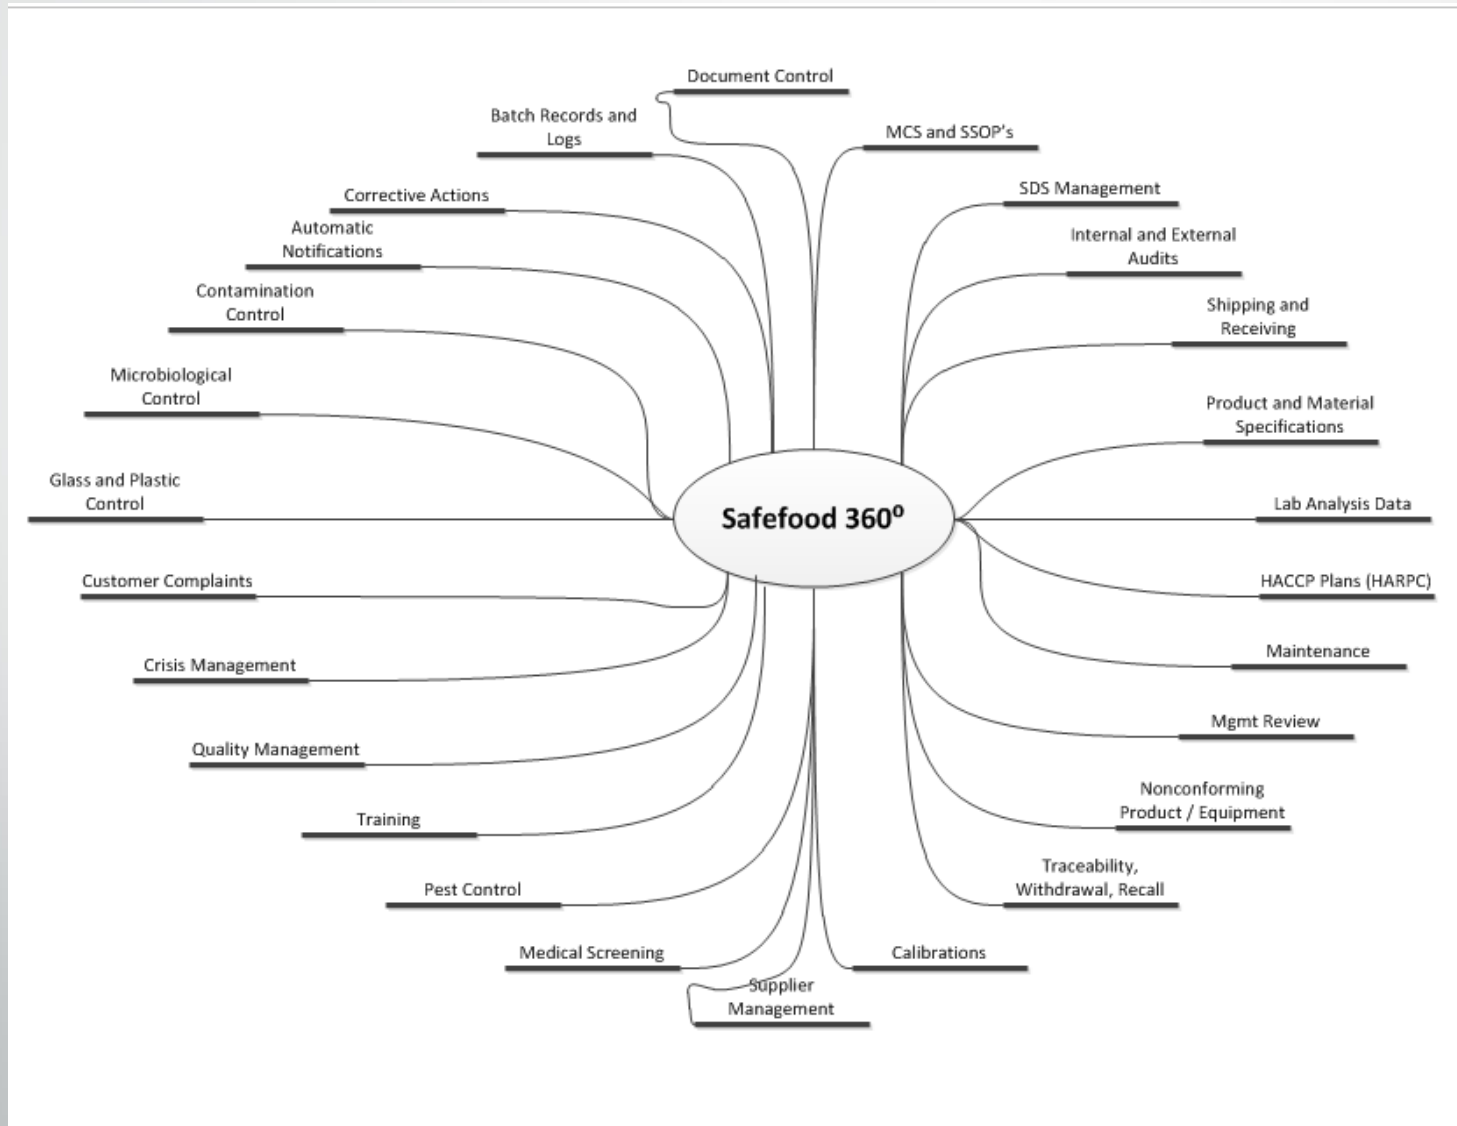 Document Control
Batch Records and
Logs
MCS and SSOP's
Corrective Actions
SDS Management
Automatic
Notifications
Internal and External
Audits
Contamination
Control
Shipping and
Receiving
Microbiological
Control
Product and Material
Specifications
Glass and Plastic
Control
Safefood 360⁰
Lab Analysis Data
Customer Complaints
HACCP Plans (HARPC)
Crisis Management
Maintenance
Quality Management
Mgmt Review
Training
Nonconforming
Product / Equipment
Pest Control
Traceability,
Withdrawal, Recall
Medical Screening
Calibrations
Supplier
Management